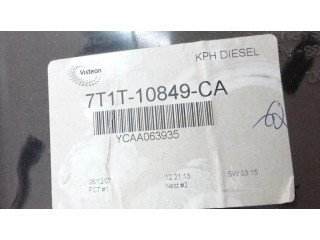 Visteon
KPH DIESEL
7T1T-10849-CA
YCAA063935
06/12/07 12:21:13 SW 03.15
FCT #1 Nest #2